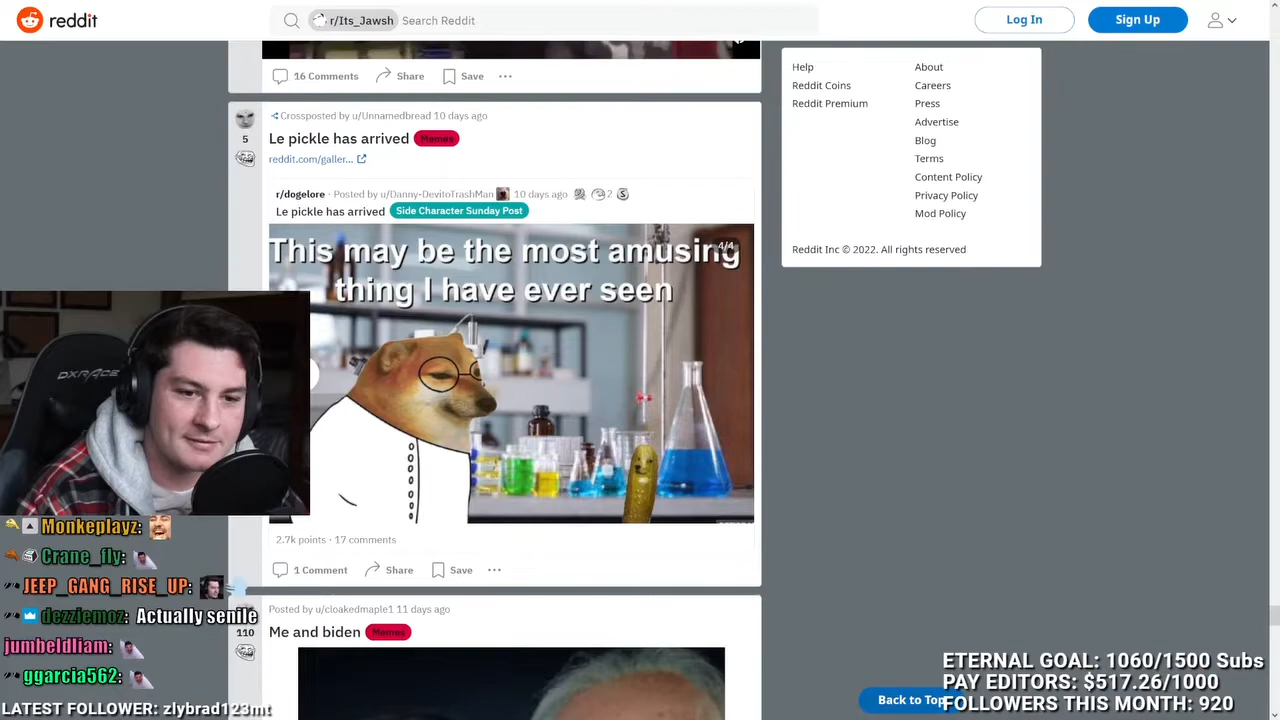 reddit
r/Its_Jawsh Search Reddit
Log In
Sign Up
16 Comments Share Save
Help About
Reddit Coins Careers
Reddit Premium Press
Advertise
Blog
Terms
Content Policy
Privacy Policy
Mod Policy
Reddit Inc © 2022. All rights reserved
Crossposted by u/Unnamedbread 10 days ago
5
Le pickle has arrived Memes
reddit.com/galler...
r/dogelore · Posted by u/Danny-DevitoTrashMan 10 days ago 2
Le pickle has arrived Side Character Sunday Post
4/4
This may be the most amusing
thing I have ever seen
DXRACER
2.7k points · 17 comments
1 Comment Share Save
Posted by u/cloakedmaple1 11 days ago
110
Me and biden Memes
Monkeplayz:
Crane_fly:
JEEP_GANG_RISE_UP:
dezziemoz: Actually senile
jumbeldliam:
ggarcia562:
LATEST FOLLOWER: zlybrad123mt
Back to Top
ETERNAL GOAL: 1060/1500 Subs
PAY EDITORS: $517.26/1000
FOLLOWERS THIS MONTH: 920